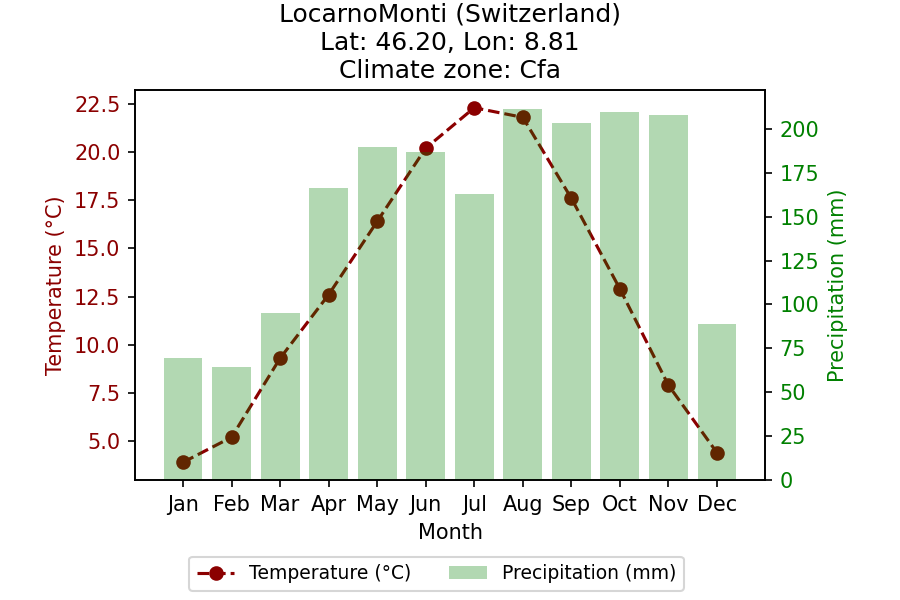 LocarnoMonti (Switzerland)
Lat: 46.20, Lon: 8.81
Climate zone: Cfa
22.5
20.0
17.5
15.0
12.5
10.0
7.5
5.0
Temperature (°C)
200
175
150
125
100
75
50
25
0
Precipitation (mm)
Jan Feb Mar Apr May Jun Jul Aug Sep Oct Nov Dec
Month
Temperature (°C) Precipitation (mm)